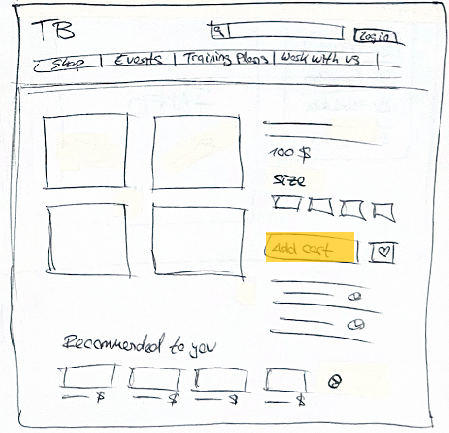 TB
Login
Shop | Events | Training Plans | Work with us |
100 $
Size
Add cart
Recommended to you
$ $ $ $